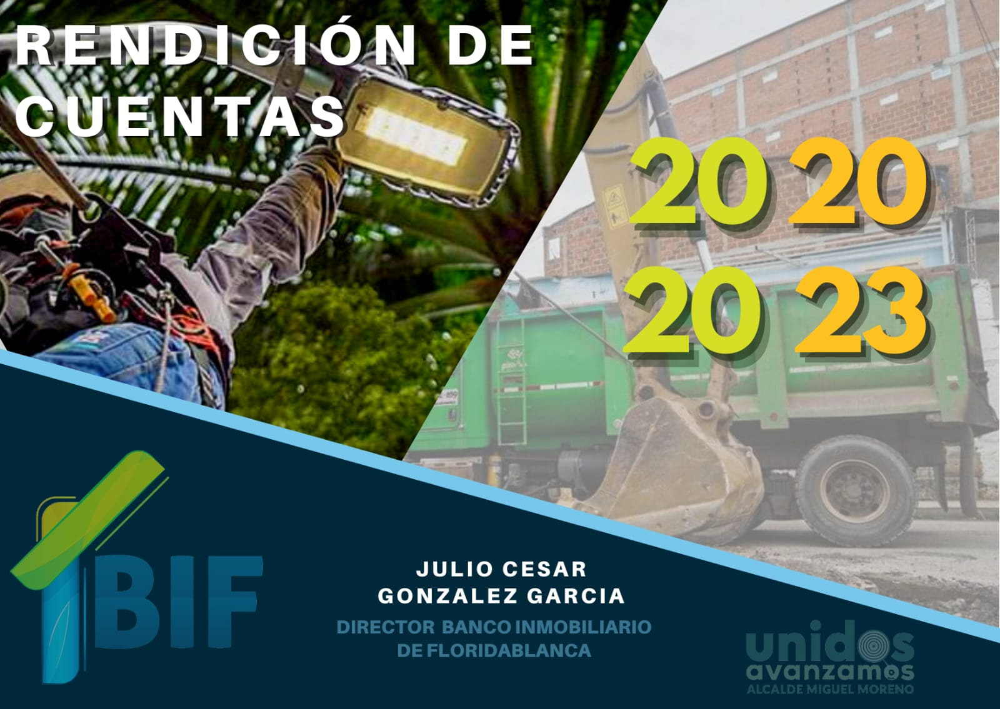 RENDICIÓN DE
CUENTAS
20 20
20 23
BIF
JULIO CESAR
GONZALEZ GARCIA
DIRECTOR BANCO INMOBILIARIO
DE FLORIDABLANCA
unidos
avanzamos
ALCALDE MIGUEL MORENO